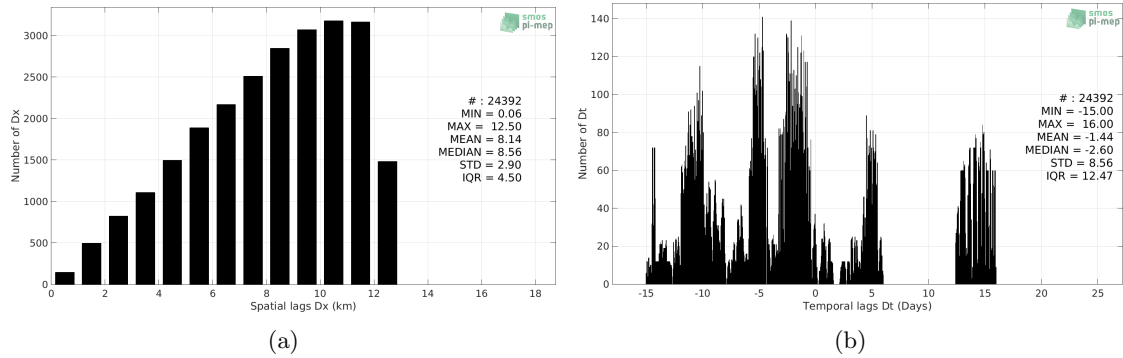 smos
pi-mep
3000
2500
2000
1500
1000
500
0
Number of Dx
# : 24392
MIN = 0.06
MAX = 12.50
MEAN = 8.14
MEDIAN = 8.56
STD = 2.90
IQR = 4.50
0 2 4 6 8 10 12 14 16 18
Spatial lags Dx (km)
(a)
smos
pi-mep
140
120
100
80
60
40
20
0
Number of Dt
# : 24392
MIN = -15.00
MAX = 16.00
MEAN = -1.44
MEDIAN = -2.60
STD = 8.56
IQR = 12.47
-15 -10 -5 0 5 10 15 20 25
Temporal lags Dt (Days)
(b)